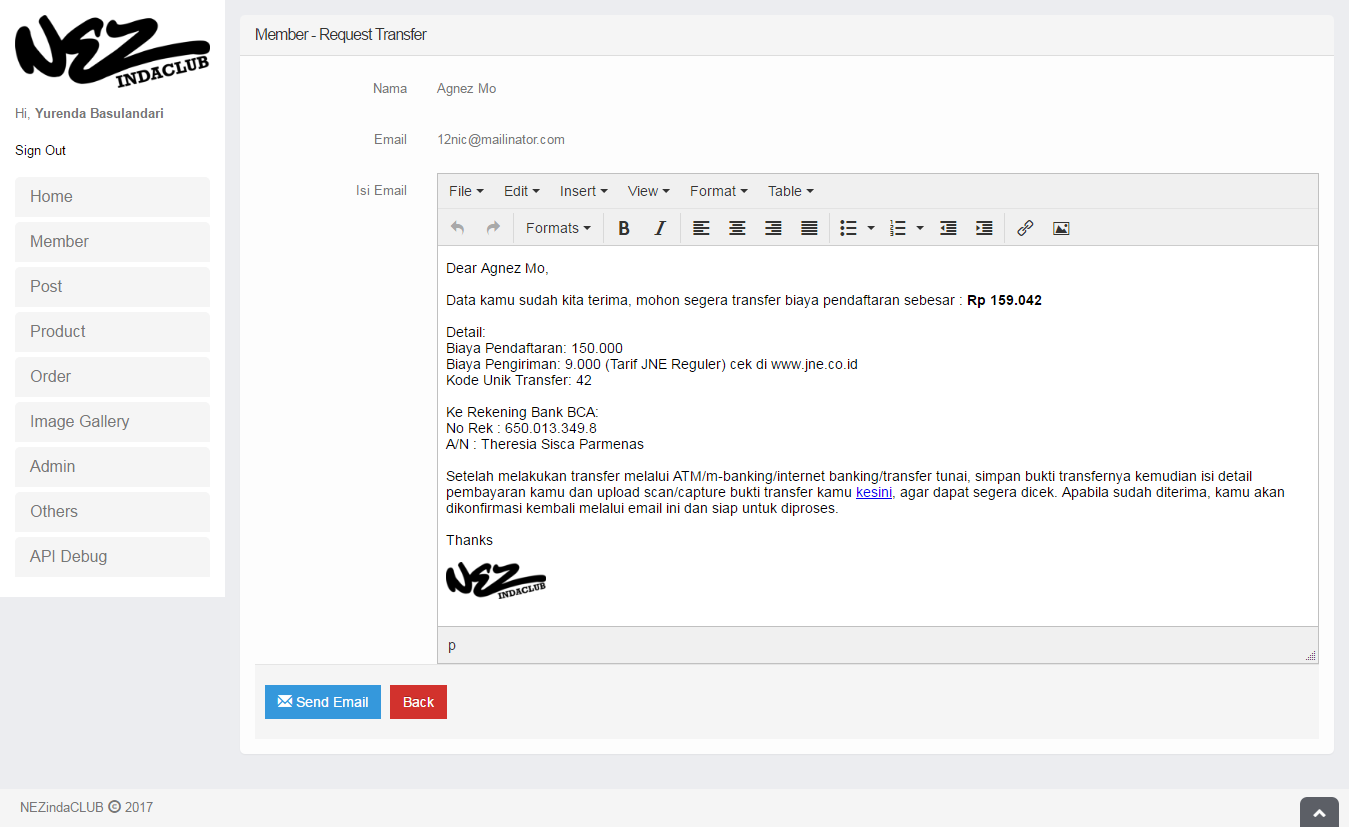 NEZ
INDACLUB
Hi, Yurenda Basulandari
Sign Out
Home
Member
Post
Product
Order
Image Gallery
Admin
Others
API Debug
Member - Request Transfer
Nama Agnez Mo
Email 12nic@mailinator.com
Isi Email
File Edit Insert View Format Table
Formats B I
Dear Agnez Mo,
Data kamu sudah kita terima, mohon segera transfer biaya pendaftaran sebesar : Rp 159.042
Detail:
Biaya Pendaftaran: 150.000
Biaya Pengiriman: 9.000 (Tarif JNE Reguler) cek di www.jne.co.id
Kode Unik Transfer: 42
Ke Rekening Bank BCA:
No Rek : 650.013.349.8
A/N : Theresia Sisca Parmenas
Setelah melakukan transfer melalui ATM/m-banking/internet banking/transfer tunai, simpan bukti transfernya kemudian isi detail
pembayaran kamu dan upload scan/capture bukti transfer kamu kesini, agar dapat segera dicek. Apabila sudah diterima, kamu akan
dikonfirmasi kembali melalui email ini dan siap untuk diproses.
Thanks
NEZ
INDACLUB
p
Send Email Back
NEZindaCLUB © 2017